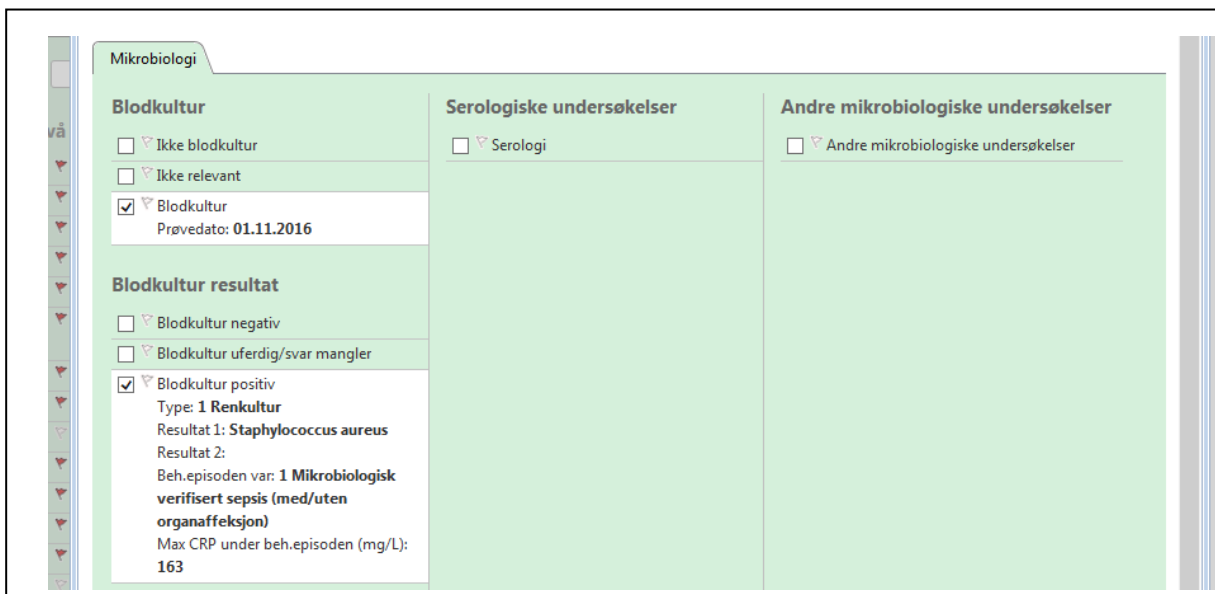 Mikrobiologi
vå
Blodkultur
Ikke blodkultur
Ikke relevant
Blodkultur
Prøvedato: 01.11.2016
Blodkultur resultat
Blodkultur negativ
Blodkultur uferdig/svar mangler
Blodkultur positiv
Type: 1 Renkultur
Resultat 1: Staphylococcus aureus
Resultat 2:
Beh.episoden var: 1 Mikrobiologisk
verifisert sepsis (med/uten
organaffeksjon)
Max CRP under beh.episoden (mg/L):
163
Serologiske undersøkelser
Serologi
Andre mikrobiologiske undersøkelser
Andre mikrobiologiske undersøkelser